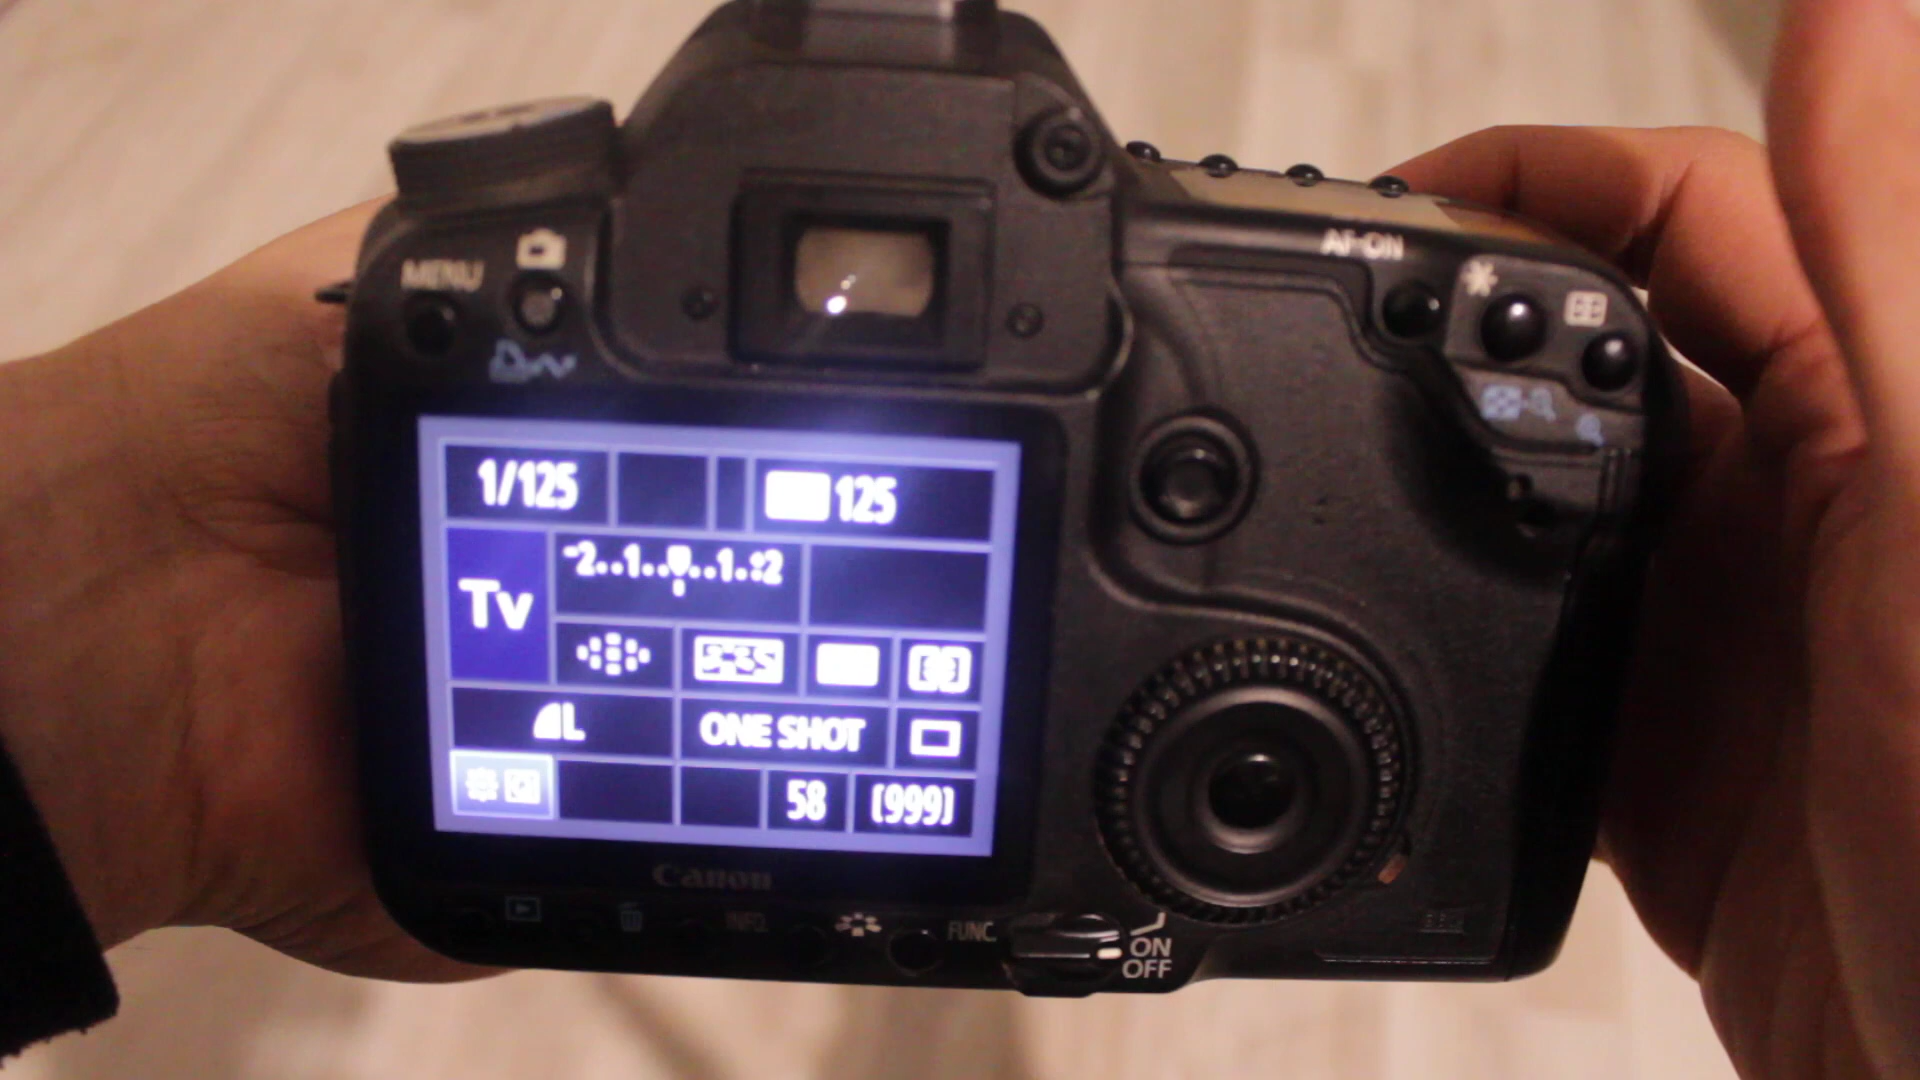 AF-ON
MENU
1/125
125
-2..1..0..1.:2
Tv
L
ONE SHOT
58
[999]
Canon
INFO.
FUNC.
ON
OFF